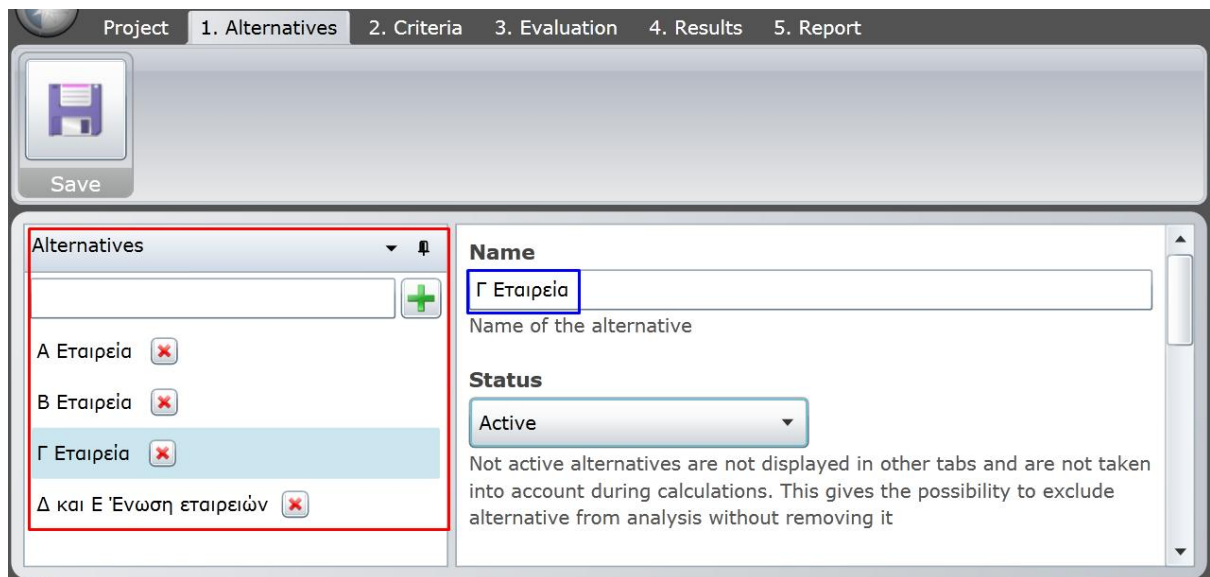 Project 1. Alternatives 2. Criteria 3. Evaluation 4. Results 5. Report
Save
Alternatives
Α Εταιρεία
Β Εταιρεία
Γ Εταιρεία
Δ και Ε Ένωση εταιρειών
Name
Γ Εταιρεία
Name of the alternative
Status
Active
Not active alternatives are not displayed in other tabs and are not taken
into account during calculations. This gives the possibility to exclude
alternative from analysis without removing it